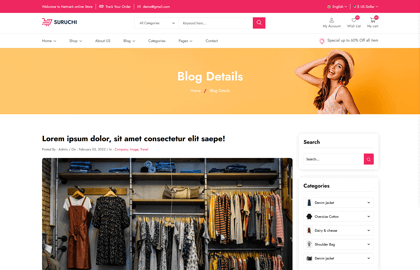 Welcome to Hamart online Store
Track Your Order
demo@gmail.com
English
$ US Dollar
SURUCHI
All Categories
Keyword here...
My Account
Wish List
My cart
Home
Shop
About US
Blog
Categories
Pages
Contact
Special up to 60% Off all item
Blog Details
Home
Blog Details
Lorem ipsum dolor, sit amet consectetur elit saepe!
Posted By : Admin / On : February 03, 2022 / In : Company, Image, Travel
Search
Search...
Categories
Denim Jacket
Oversize Cotton
Dairy & cheese
Shoulder Bag
Denim Jacket